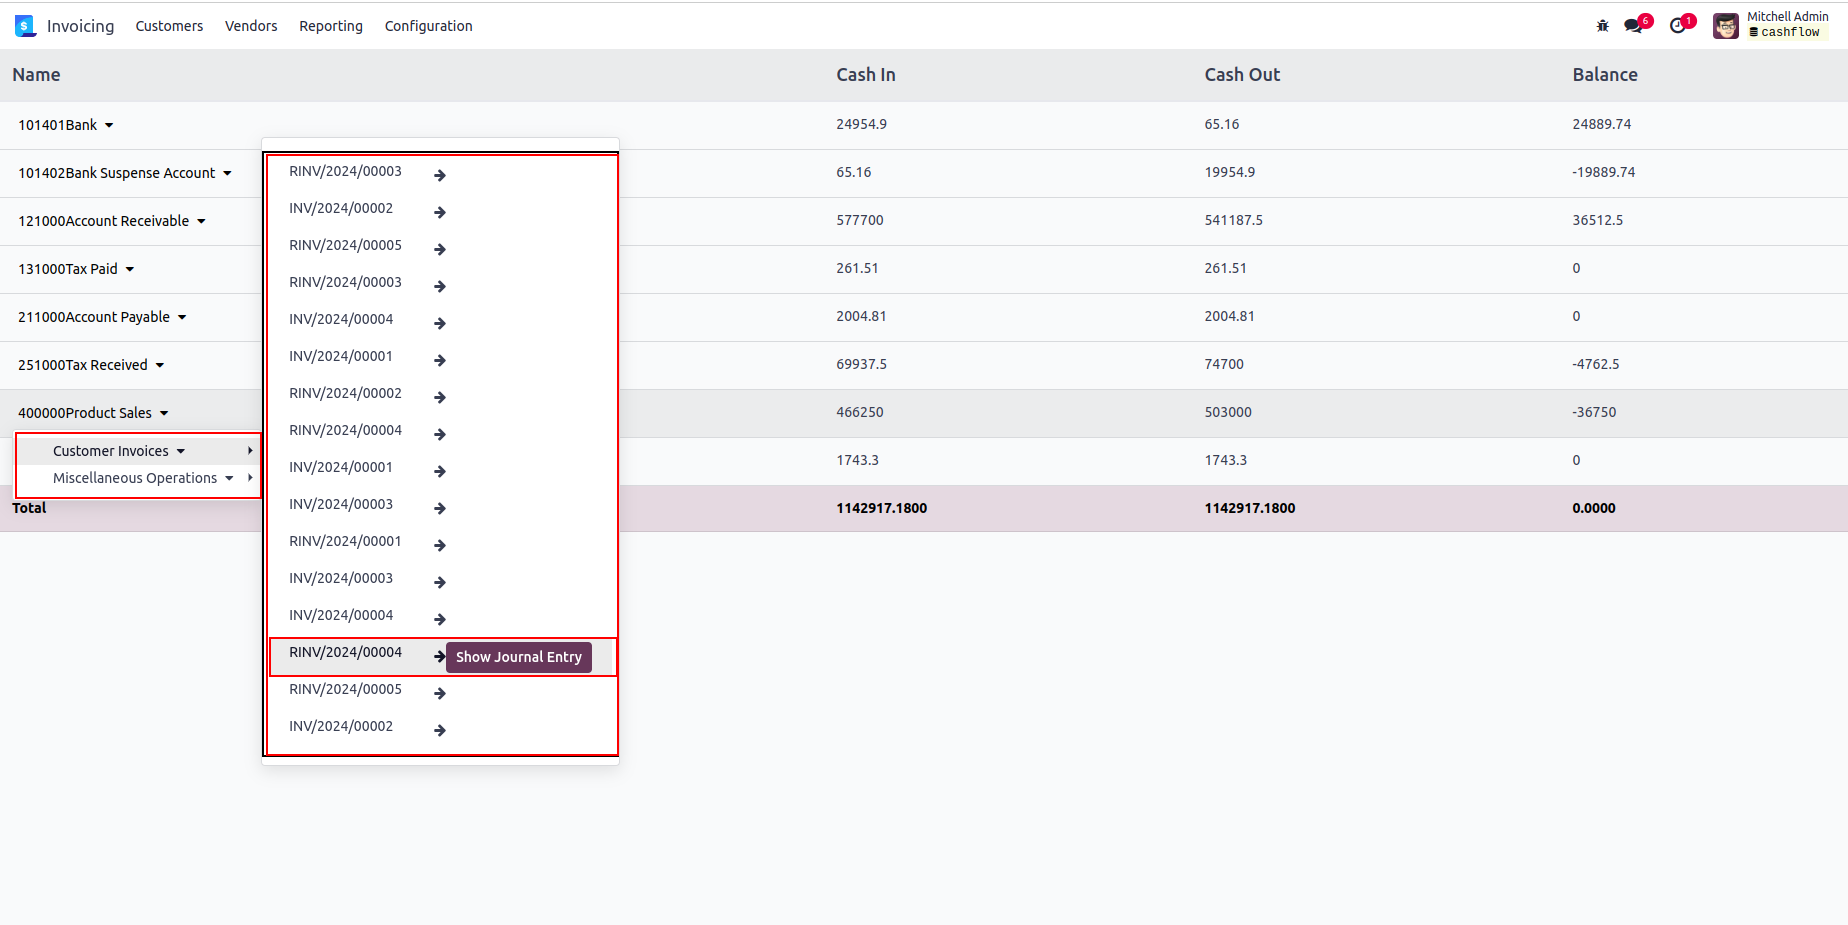 Invoicing Customers Vendors Reporting Configuration 6 1 Mitchell Admin
cashflow
Name Cash In Cash Out Balance
101401Bank 24954.9 65.16 24889.74
101402Bank Suspense Account 65.16 19954.9 -19889.74
121000Account Receivable 577700 541187.5 36512.5
131000Tax Paid 261.51 261.51 0
211000Account Payable 2004.81 2004.81 0
251000Tax Received 69937.5 74700 -4762.5
400000Product Sales 466250 503000 -36750
1743.3 1743.3 0
Total 1142917.1800 1142917.1800 0.0000
Customer Invoices
Miscellaneous Operations
RINV/2024/00003
INV/2024/00002
RINV/2024/00005
RINV/2024/00003
INV/2024/00004
INV/2024/00001
RINV/2024/00002
RINV/2024/00004
INV/2024/00001
INV/2024/00003
RINV/2024/00001
INV/2024/00003
INV/2024/00004
RINV/2024/00004 Show Journal Entry
RINV/2024/00005
INV/2024/00002